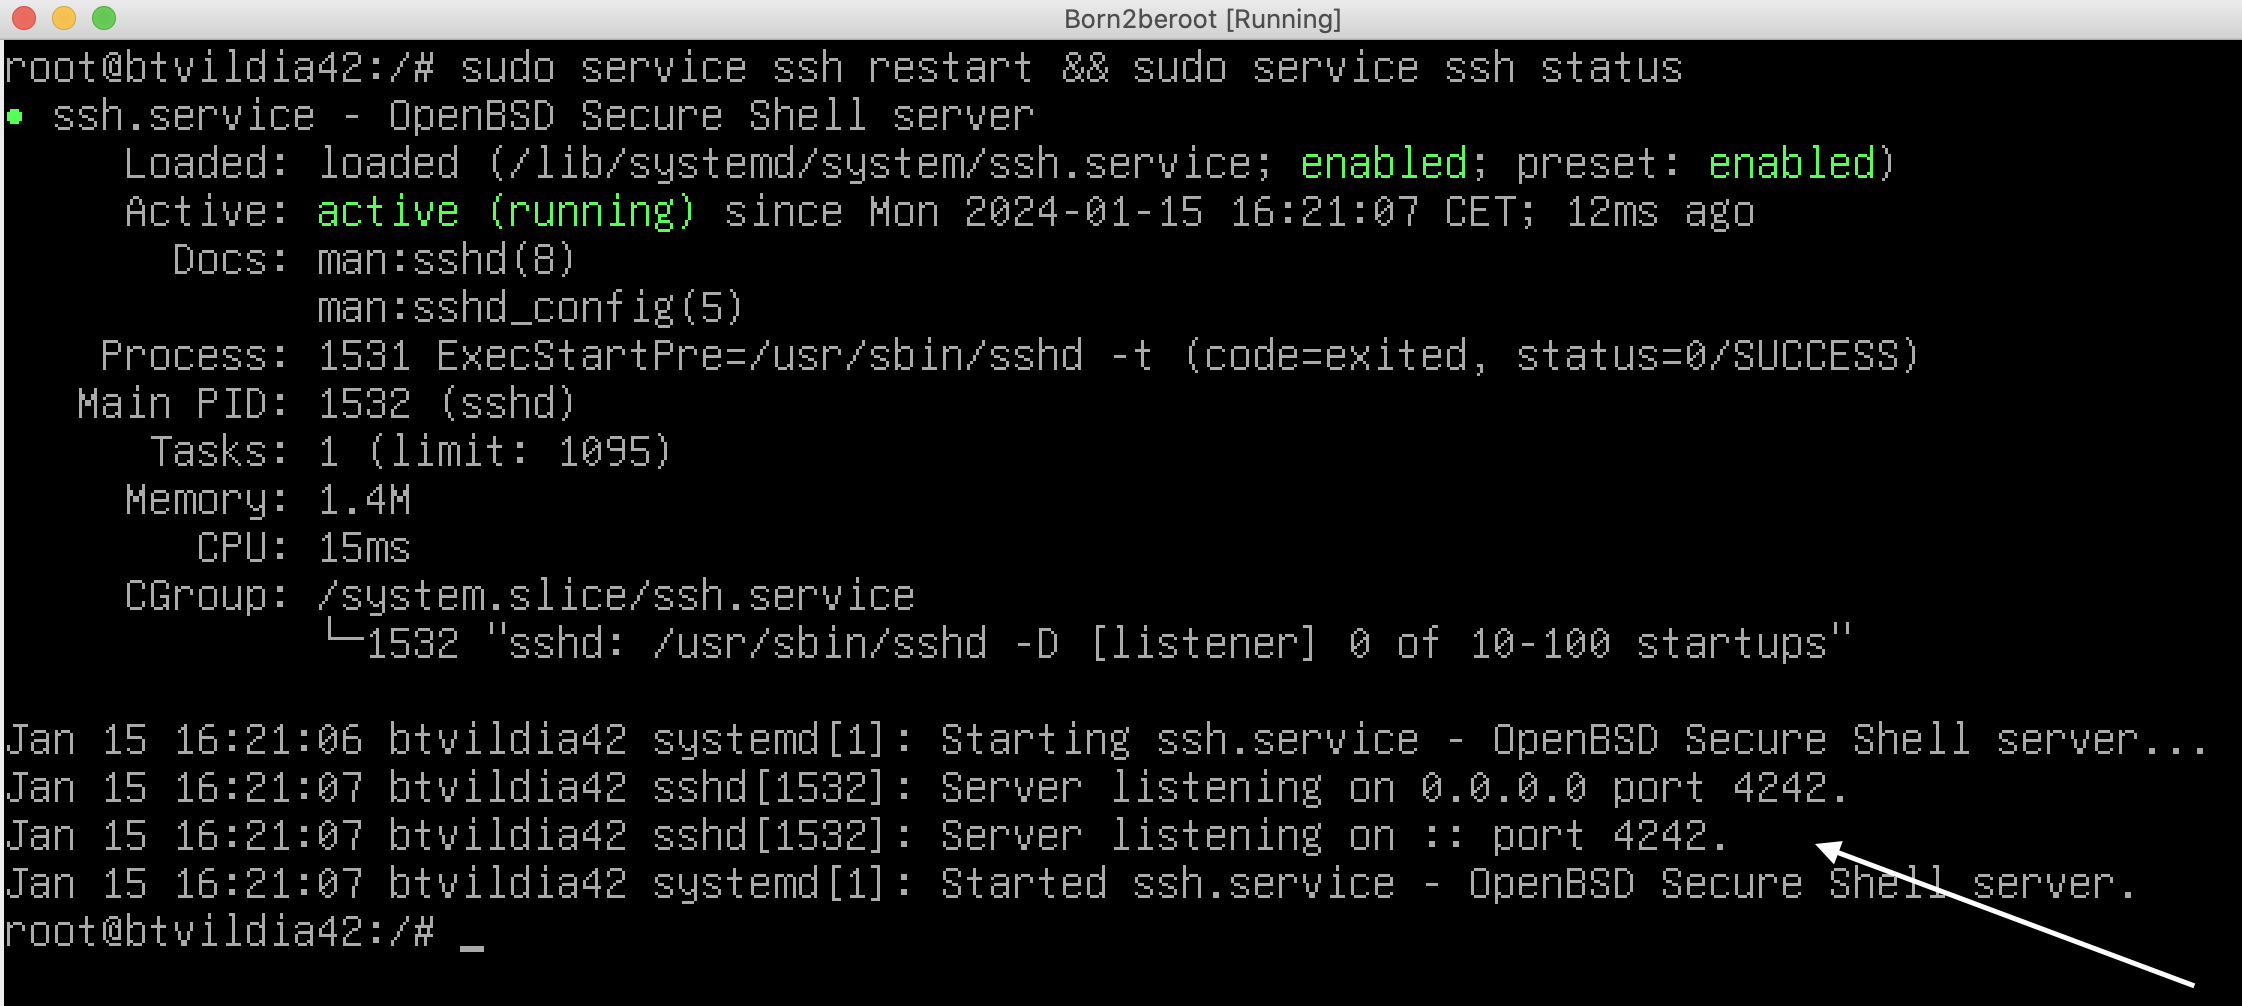 Born2beroot [Running]
root@btvildia42:/# sudo service ssh restart && sudo service ssh status
● ssh.service - OpenBSD Secure Shell server
Loaded: loaded (/lib/systemd/system/ssh.service; enabled; preset: enabled)
Active: active (running) since Mon 2024-01-15 16:21:07 CET; 12ms ago
Docs: man:sshd(8)
man:sshd_config(5)
Process: 1531 ExecStartPre=/usr/sbin/sshd -t (code=exited, status=0/SUCCESS)
Main PID: 1532 (sshd)
Tasks: 1 (limit: 1095)
Memory: 1.4M
CPU: 15ms
CGroup: /system.slice/ssh.service
└─1532 "sshd: /usr/sbin/sshd -D [listener] 0 of 10-100 startups"
Jan 15 16:21:06 btvildia42 systemd[1]: Starting ssh.service - OpenBSD Secure Shell server...
Jan 15 16:21:07 btvildia42 sshd[1532]: Server listening on 0.0.0.0 port 4242.
Jan 15 16:21:07 btvildia42 sshd[1532]: Server listening on :: port 4242.
Jan 15 16:21:07 btvildia42 systemd[1]: Started ssh.service - OpenBSD Secure Shell server.
root@btvildia42:/# _